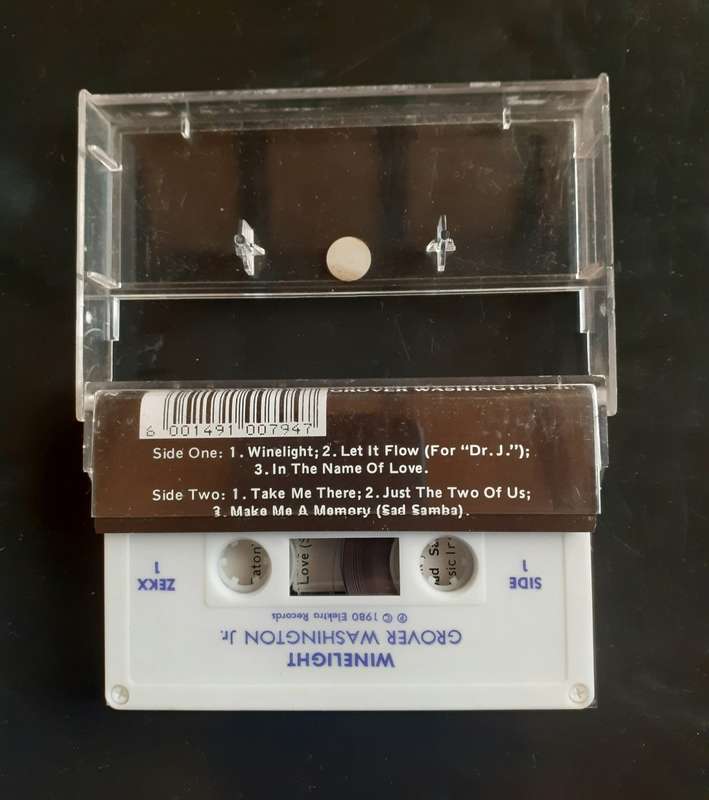 GROVER WASHINGTON Jr.
6 001491 007947
Side One: 1. Winelight; 2. Let It Flow (For “Dr. J.”);
3. In The Name Of Love.
Side Two: 1. Take Me There; 2. Just The Two Of Us;
3. Make Me A Memory (Sad Samba).
WINELIGHT
GROVER WASHINGTON Jr.
℗ © 1980 Elektra Records
SIDE
1
ZEKX
1
Love (S
aton